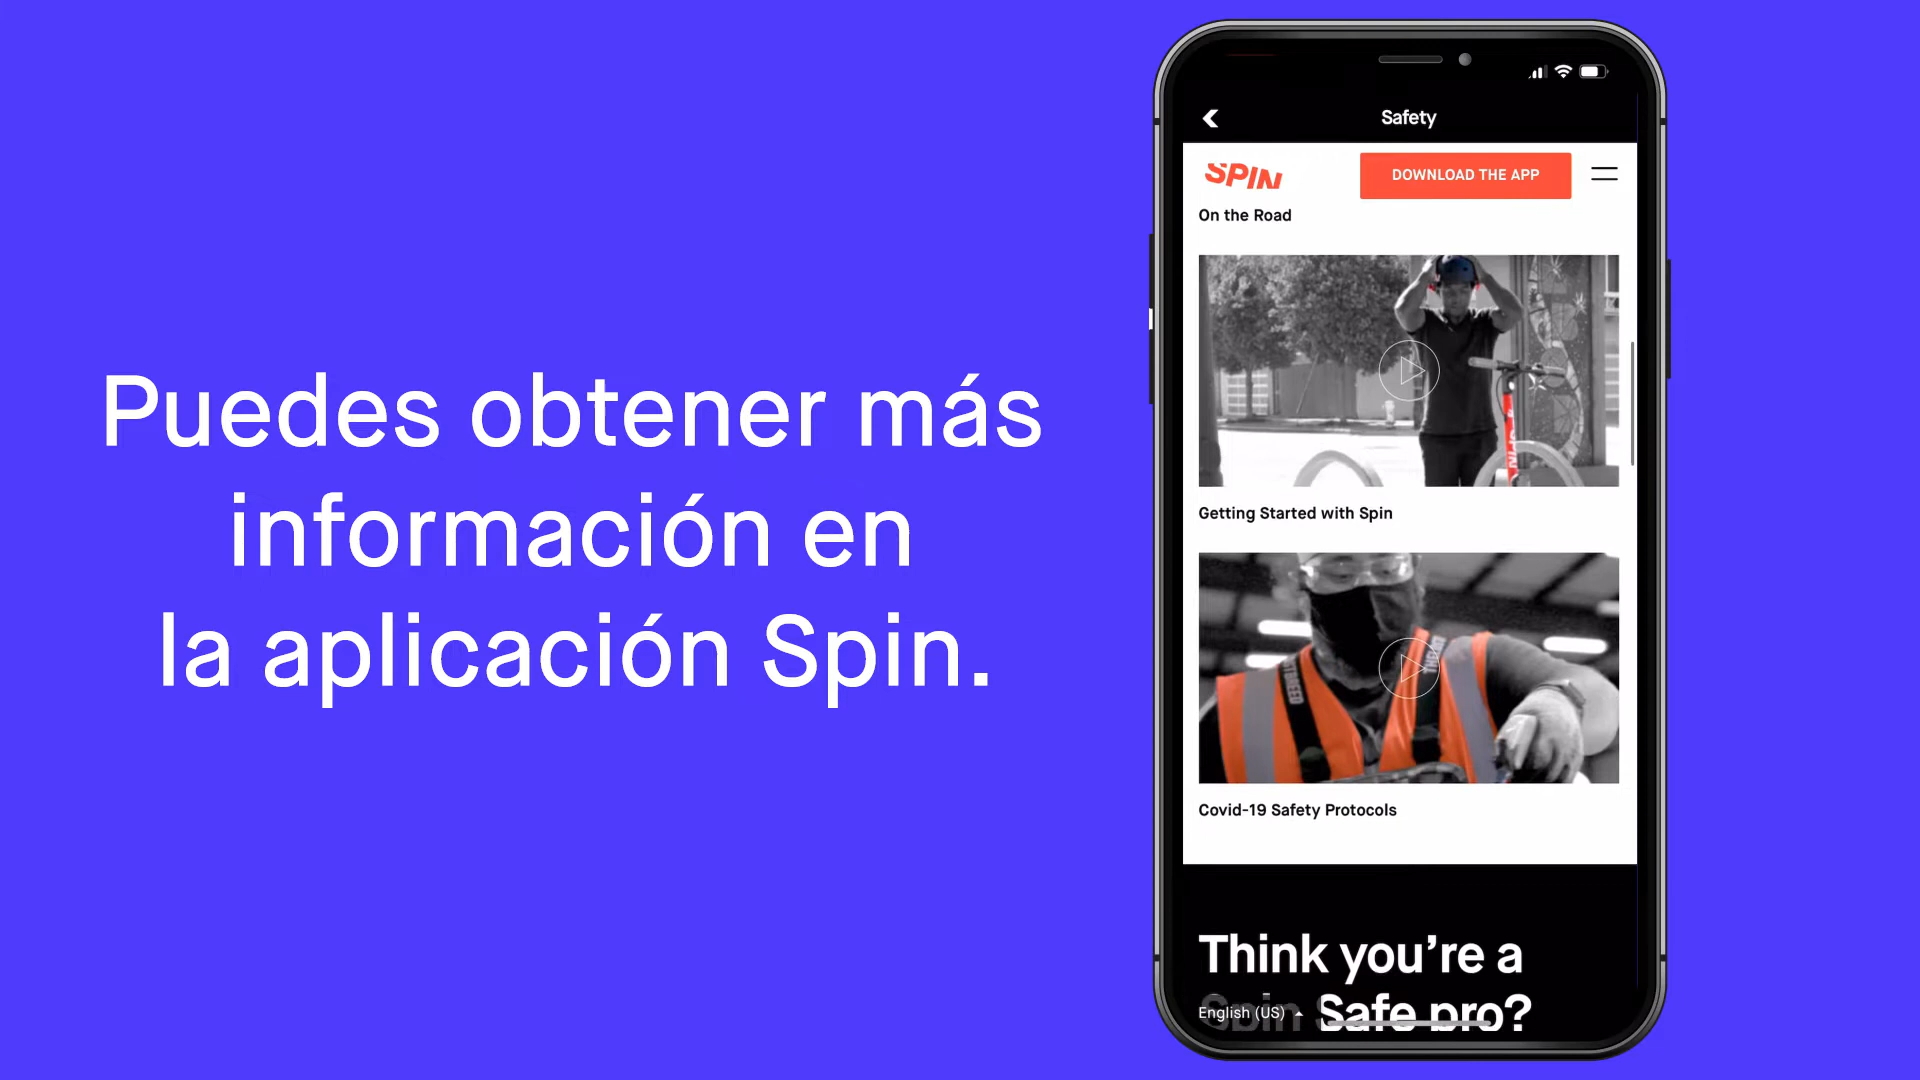 Puedes obtener más
información en
la aplicación Spin.
Safety
SPIN
DOWNLOAD THE APP
On the Road
Getting Started with Spin
Covid-19 Safety Protocols
Think you're a
Spin Safe pro?
English (US)